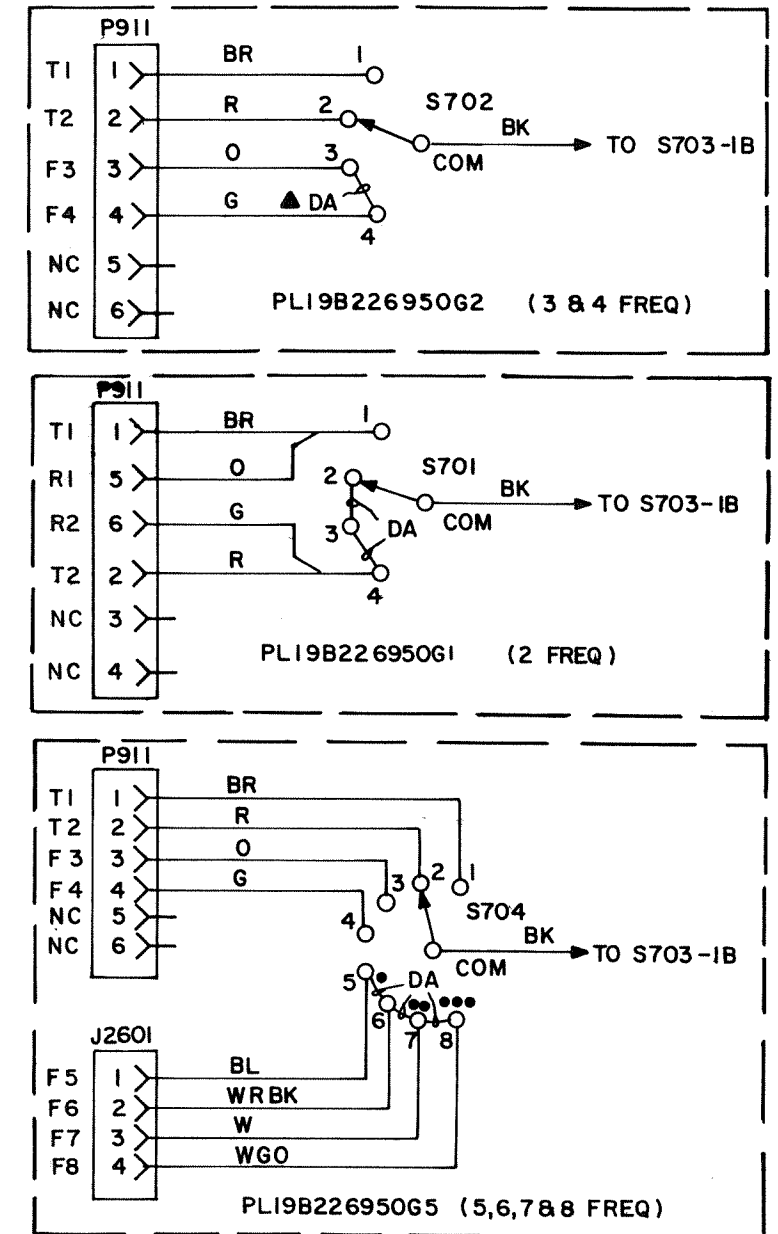 P911
T1 1 BR 1
T2 2 R 2 S702
BK TO S703-1B
F3 3 O 3 COM
F4 4 G ▲ DA 4
NC 5
NC 6
PL19B226950G2 (3 & 4 FREQ)
P911
T1 1 BR 1
R1 5 O 2 S701
BK TO S703-1B
R2 6 G 3 DA COM
T2 2 R 4
NC 3
NC 4
PL19B226950G1 (2 FREQ)
P911
T1 1 BR
T2 2 R
F3 3 O
F4 4 G 3 2 1
NC 5 4 S704
NC 6 BK TO S703-1B
COM
5 • DA
6 •• 7 ••• 8
J2601
F5 1 BL
F6 2 WRBK
F7 3 W
F8 4 WGO
PL19B226950G5 (5,6,7&8 FREQ)